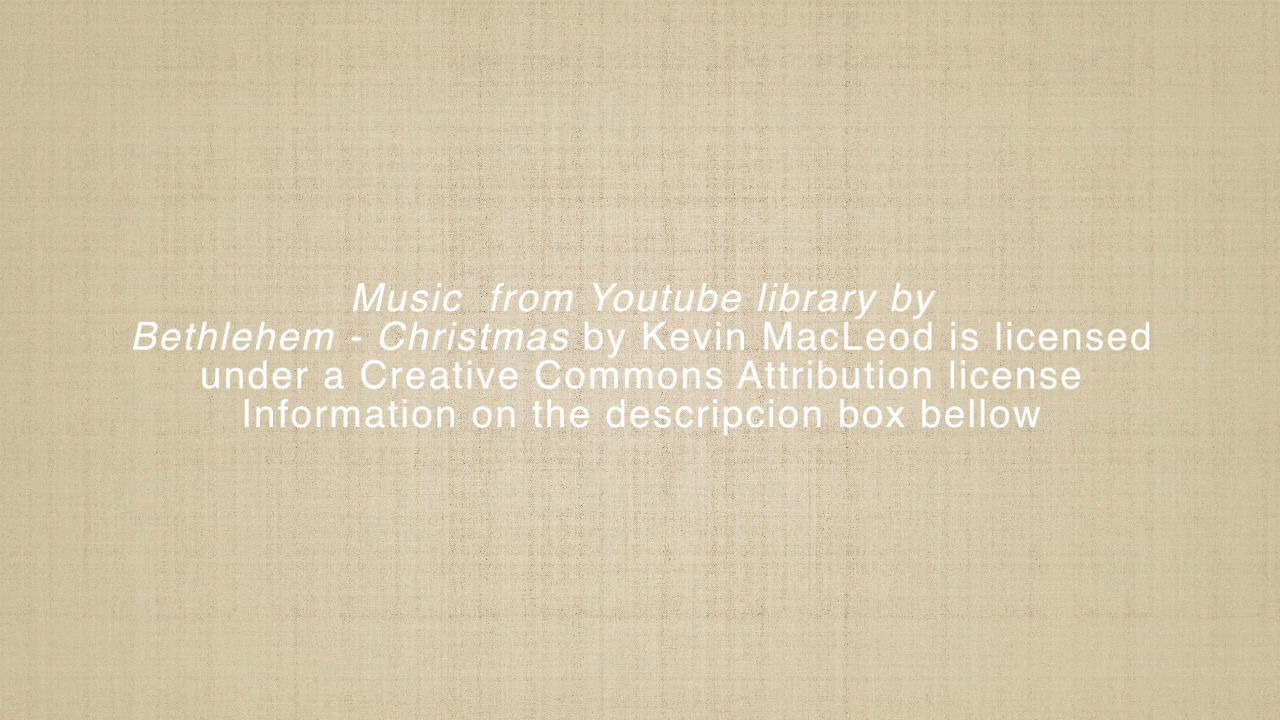 Music  from Youtube library by
Bethlehem - Christmas by Kevin MacLeod is licensed
under a Creative Commons Attribution license
Information on the descripcion box bellow